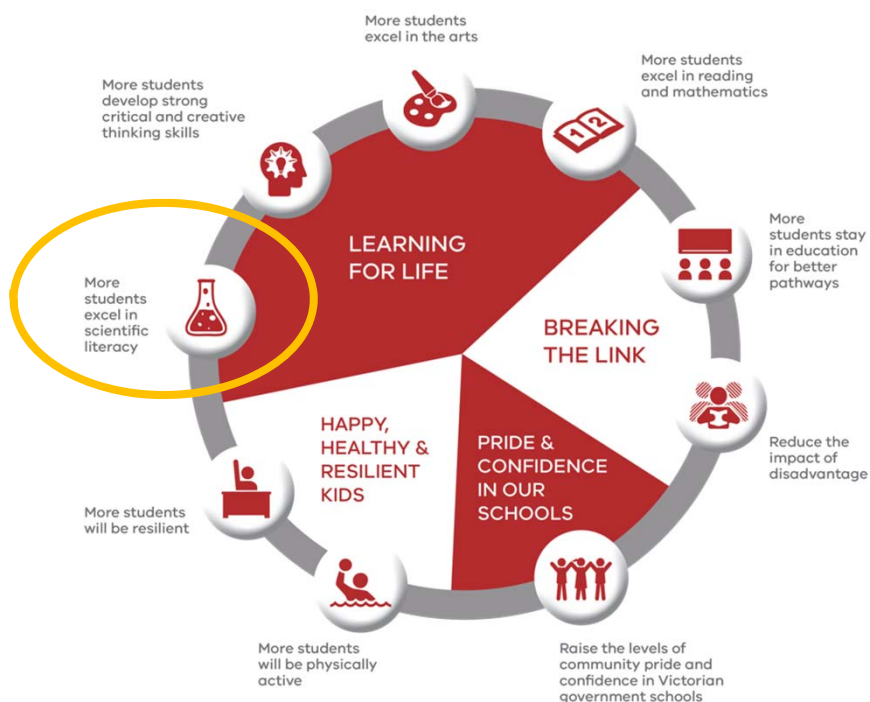 More students
excel in the arts
More students
excel in reading
and mathematics
More students
develop strong
critical and creative
thinking skills
1 2
More
students stay
in education
for better
pathways
LEARNING
FOR LIFE
More
students
excel in
scientific
literacy
BREAKING
THE LINK
HAPPY,
HEALTHY &
RESILIENT
KIDS
PRIDE &
CONFIDENCE
IN OUR
SCHOOLS
Reduce the
impact of
disadvantage
More students
will be resilient
More students
will be physically
active
Raise the levels of
community pride and
confidence in Victorian
government schools